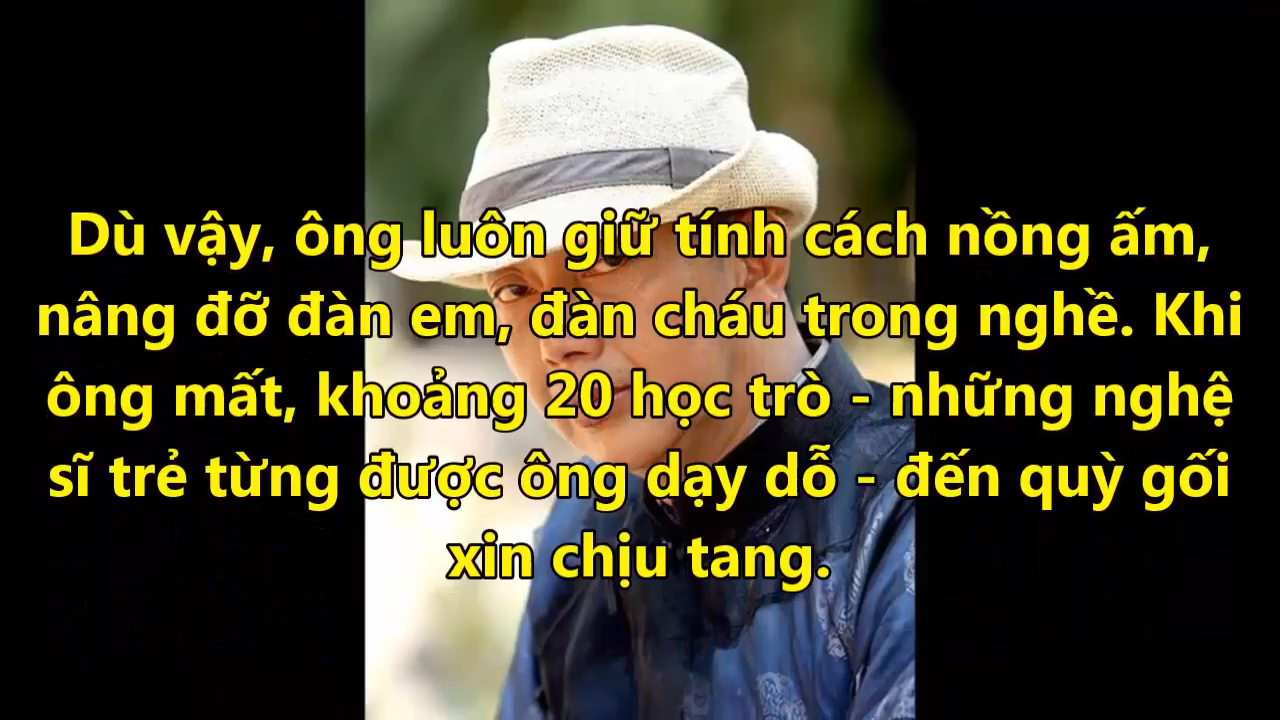 Dù vậy, ông luôn giữ tính cách nồng ấm,
nâng đỡ đàn em, đàn cháu trong nghề. Khi
ông mất, khoảng 20 học trò - những nghệ
sĩ trẻ từng được ông dạy dỗ - đến quỳ gối
xin chịu tang.